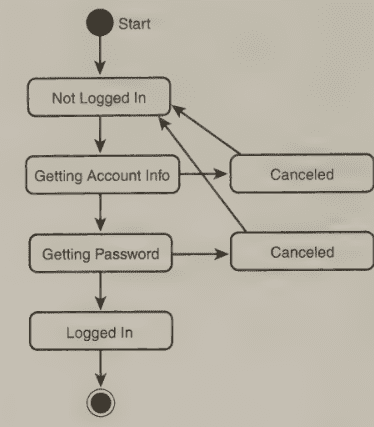 Start
Not Logged In
Getting Account Info
Canceled
Getting Password
Canceled
Logged In